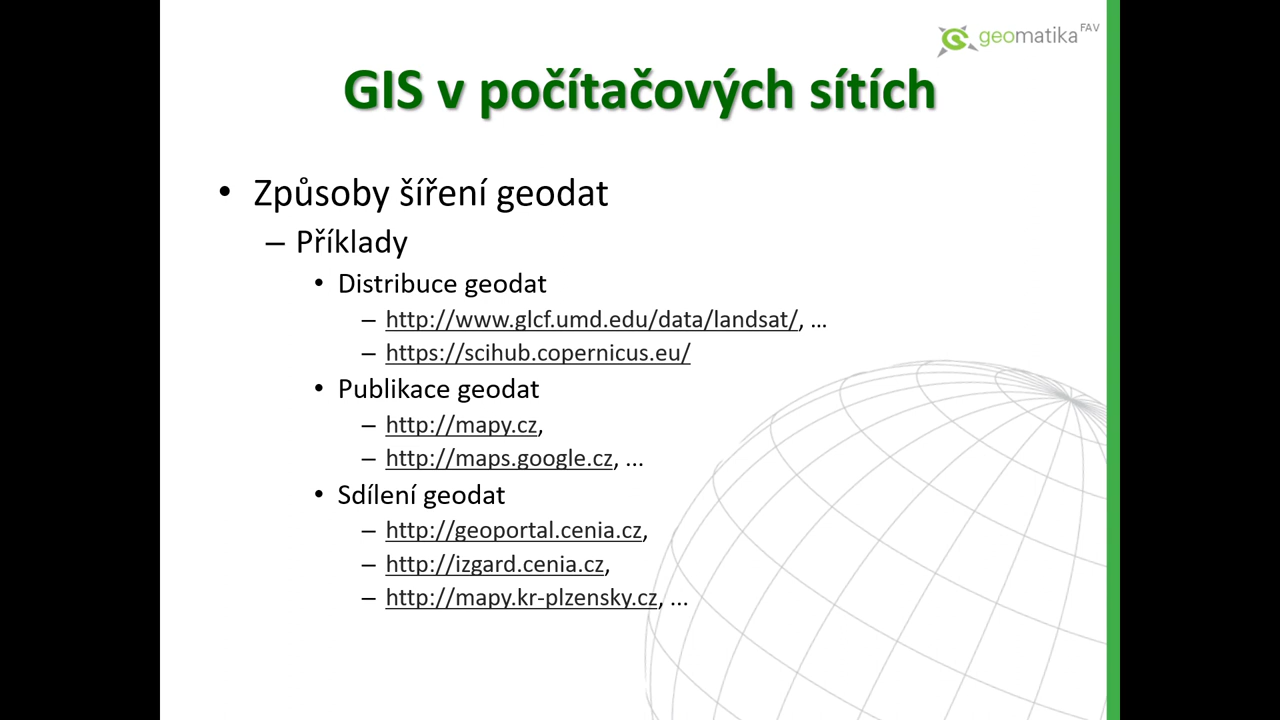 geomatika FAV
GIS v počítačových sítích
• Způsoby šíření geodat
– Příklady
• Distribuce geodat
– http://www.glcf.umd.edu/data/landsat/, ...
– https://scihub.copernicus.eu/
• Publikace geodat
– http://mapy.cz,
– http://maps.google.cz, ...
• Sdílení geodat
– http://geoportal.cenia.cz,
– http://izgard.cenia.cz,
– http://mapy.kr-plzensky.cz, ...